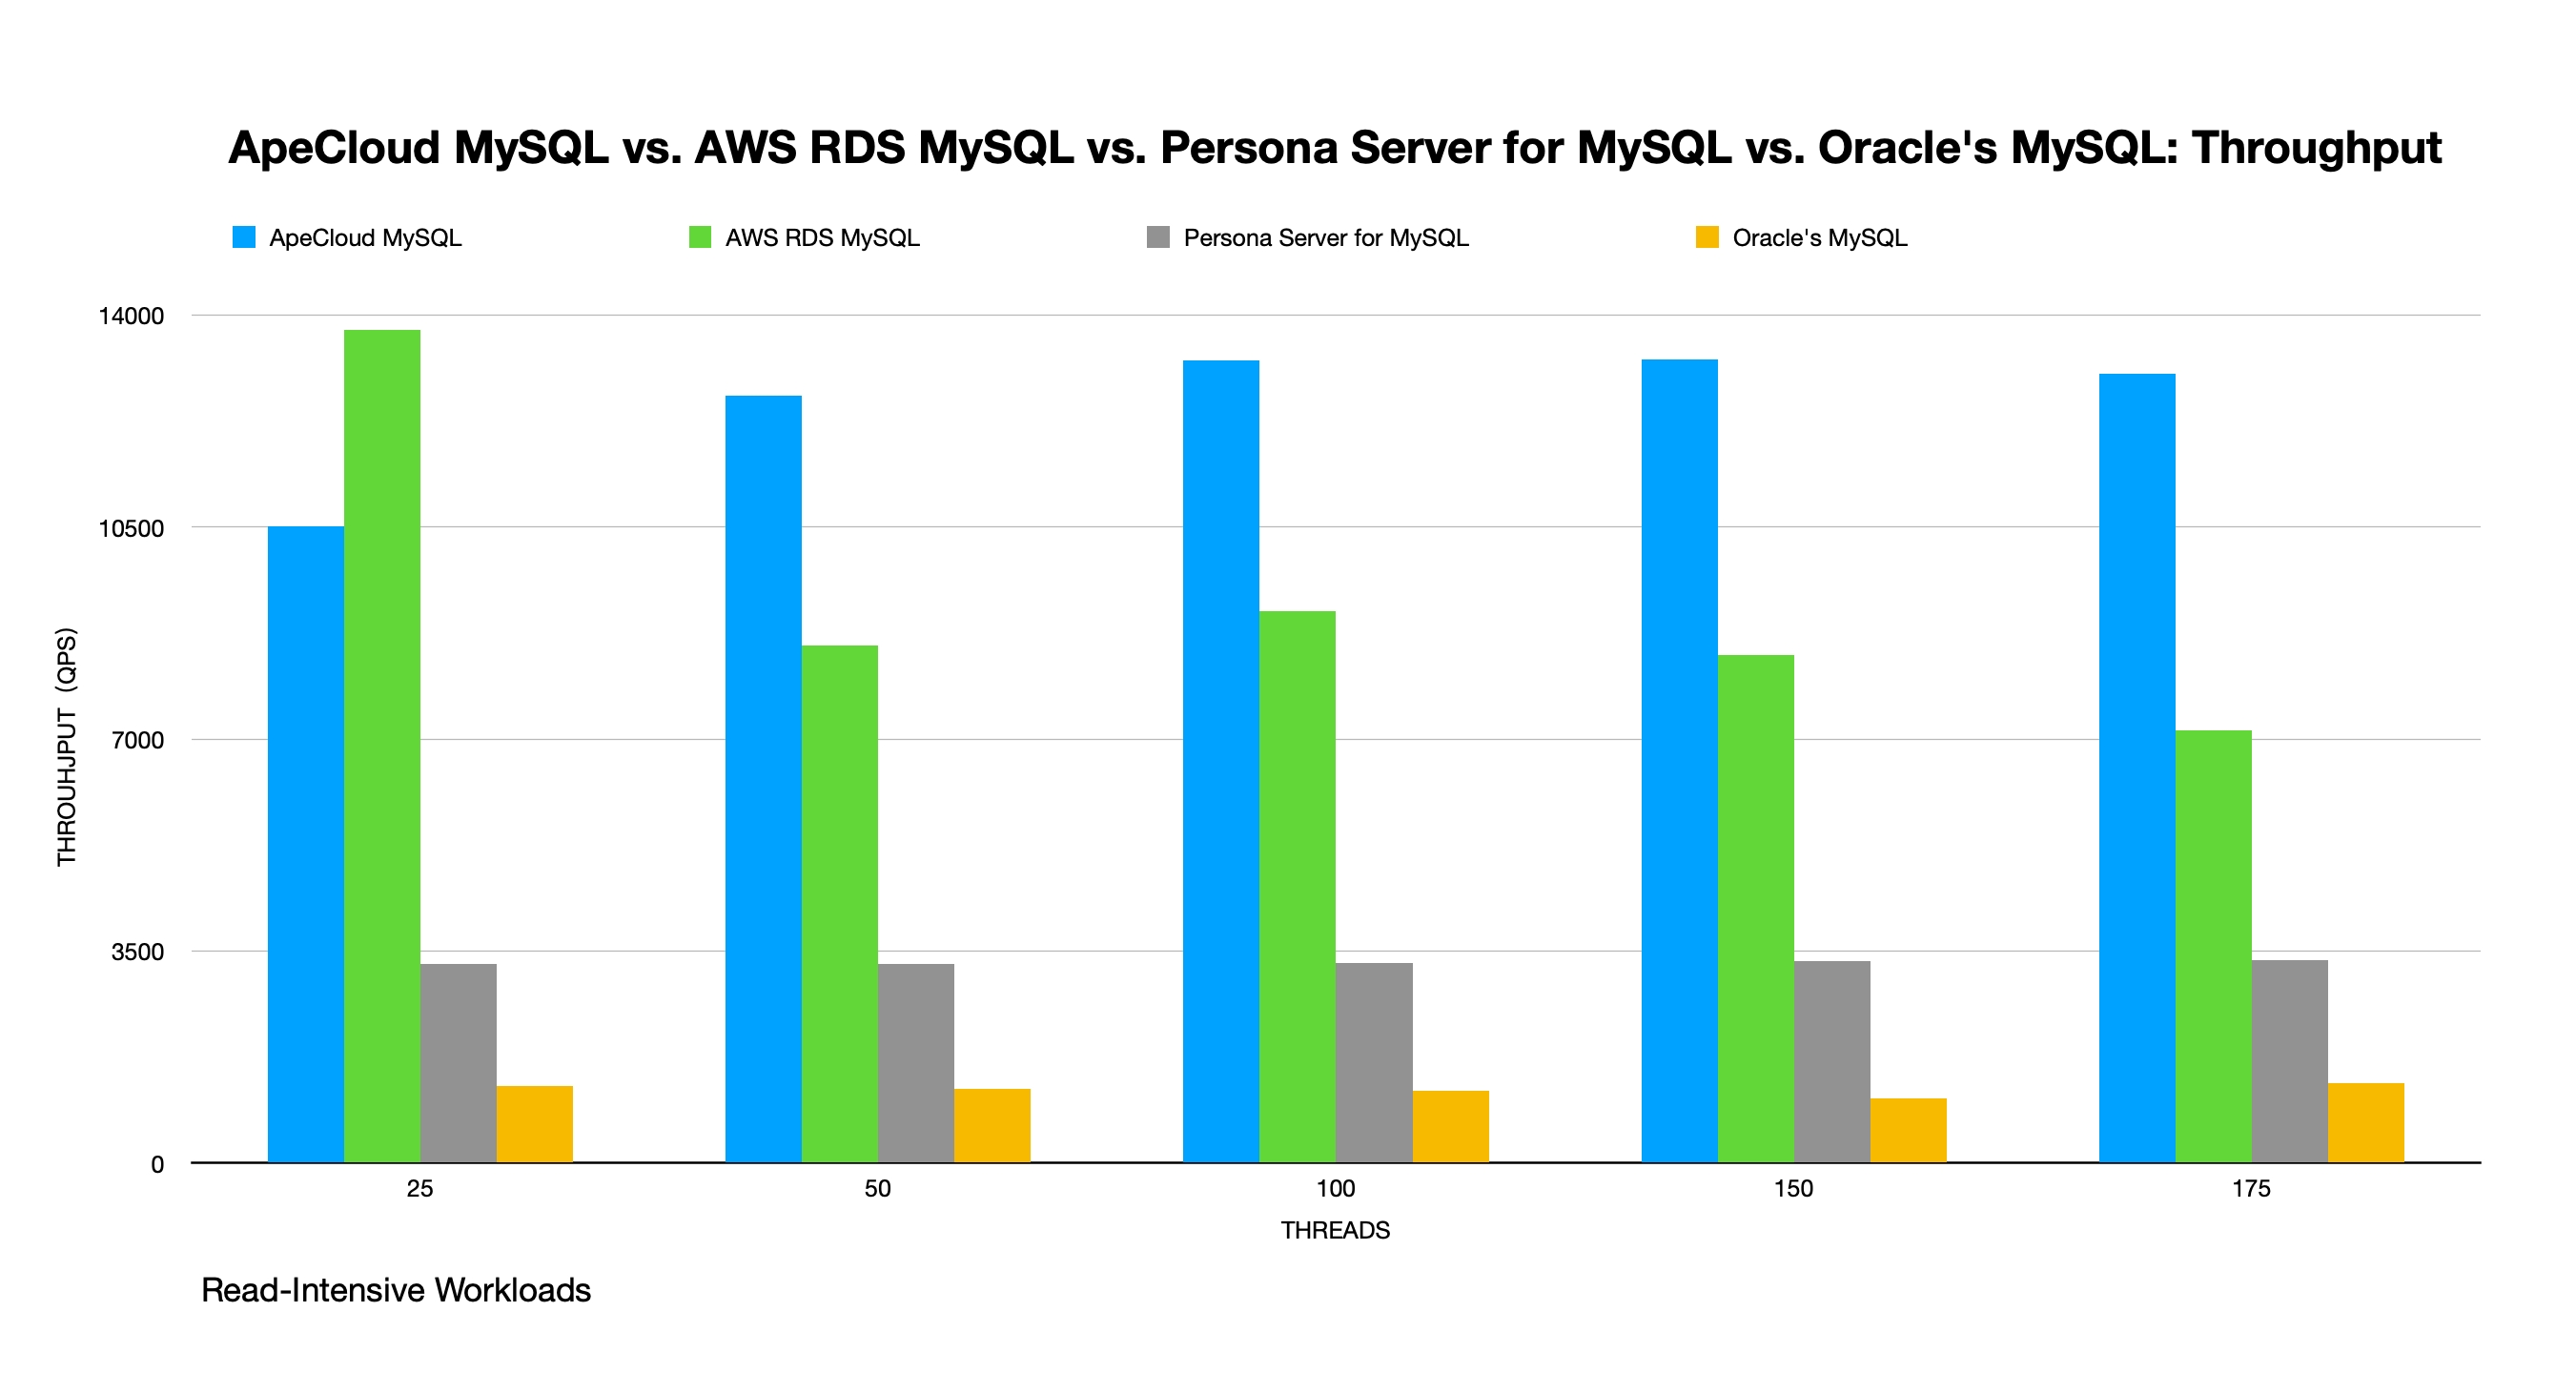 ApeCloud MySQL vs. AWS RDS MySQL vs. Persona Server for MySQL vs. Oracle's MySQL: Throughput
ApeCloud MySQL
AWS RDS MySQL
Persona Server for MySQL
Oracle's MySQL
14000
10500
7000
3500
0
THROUHJPUT (QPS)
25
50
100
150
175
THREADS
Read-Intensive Workloads